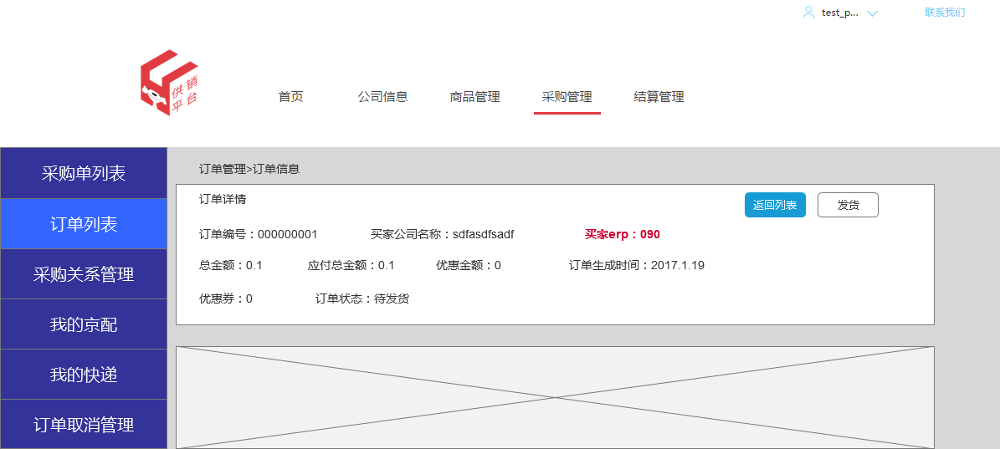 test_p... 联系我们
供销
平台
首页 公司信息 商品管理 采购管理 结算管理
采购单列表
订单列表
采购关系管理
我的京配
我的快递
订单取消管理
订单管理>订单信息
订单详情 返回列表 发货
订单编号：000000001 买家公司名称：sdfasdfsadf 买家erp：090
总金额：0.1 应付总金额：0.1 优惠金额：0 订单生成时间：2017.1.19
优惠券：0 订单状态：待发货